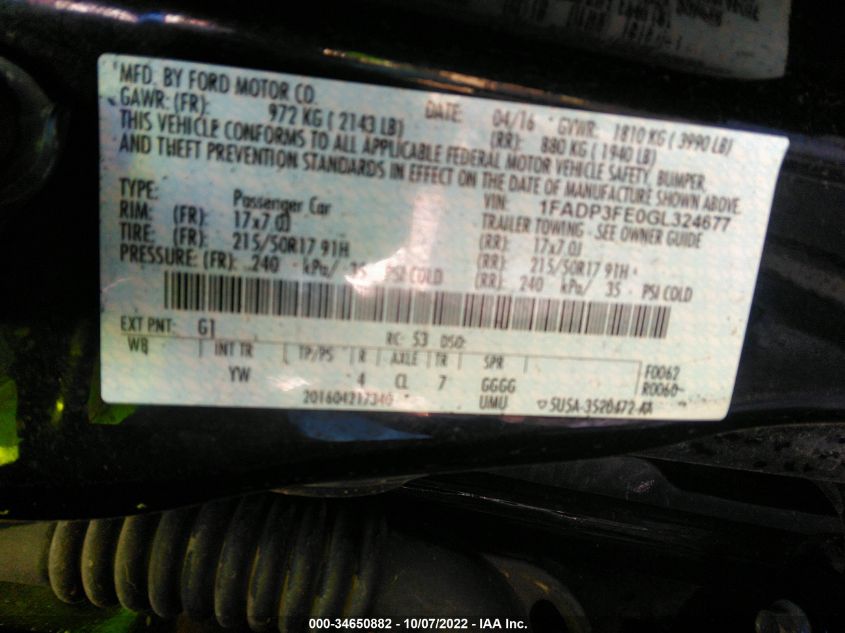 MFD. BY FORD MOTOR CO.
DATE: 04/16 GVWR: 1810 KG ( 3990 LB)
GAWR: (FR): 972 KG ( 2143 LB) (RR): 880 KG ( 1940 LB)
THIS VEHICLE CONFORMS TO ALL APPLICABLE FEDERAL MOTOR VEHICLE SAFETY, BUMPER,
AND THEFT PREVENTION STANDARDS IN EFFECT ON THE DATE OF MANUFACTURE SHOWN ABOVE.
VIN: 1FADP3FE0GL324677
TYPE: Passenger Car TRAILER TOWING - SEE OWNER GUIDE
RIM: (FR): 17x7.0J (RR): 17x7.0J
TIRE: (FR): 215/50R17 91H (RR): 215/50R17 91H
PRESSURE: (FR): 240 kPa/ 35 PSI COLD (RR): 240 kPa/ 35 PSI COLD
EXT PNT: G1 RC: 53 DSO:
WB INT TR TP/PS R AXLE TR SPR F0062
YW 4 CL 7 GGGG R0060
201604217340 UMU SUSA-3520472-AA
000-34650882 - 10/07/2022 - IAA Inc.